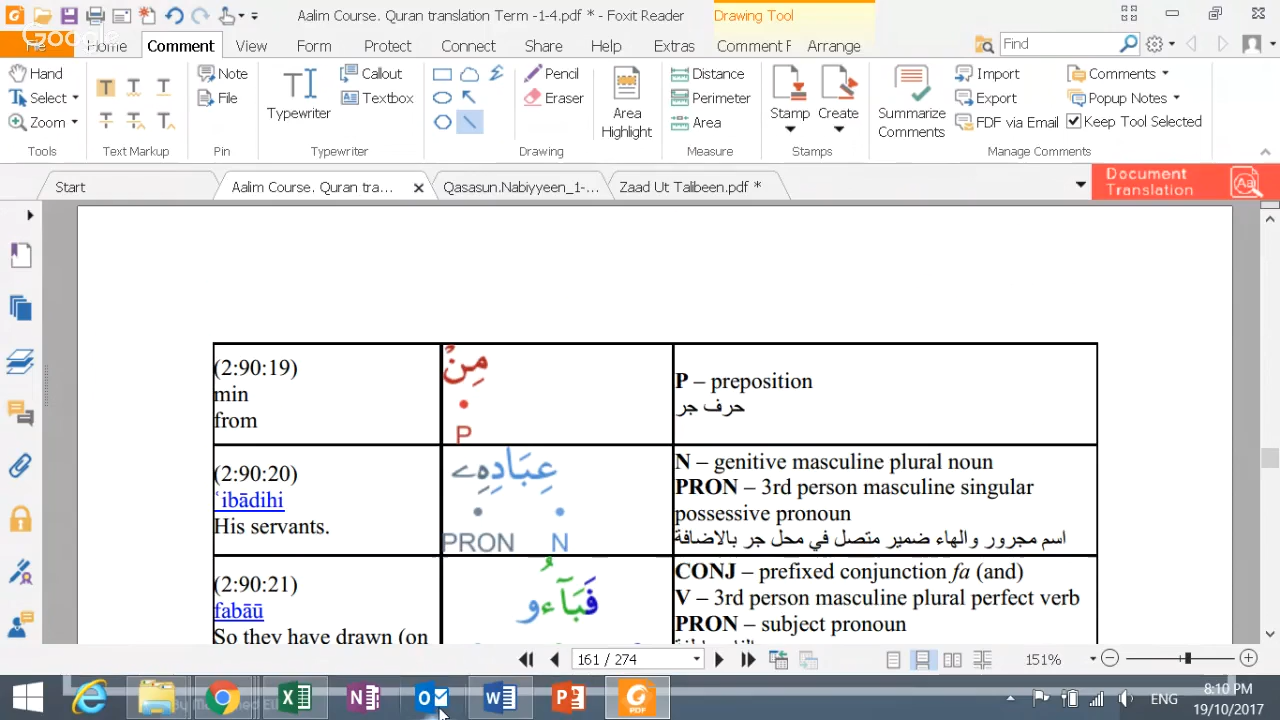 Aalim Course. Quran translation Term -1-4.pdf * - Foxit Reader
Drawing Tool
Google
Home Comment View Form Protect Connect Share Help Extras Comment F Arrange Find
Hand
Select
Zoom
Tools
Text Markup
Note
File
Pin
Typewriter
Callout
Textbox
Typewriter
Pencil
Eraser
Area
Highlight
Drawing
Distance
Perimeter
Area
Measure
Stamp
Create
Stamps
Summarize
Comments
Import
Export
FDF via Email
Comments
Popup Notes
Keep Tool Selected
Manage Comments
Start
Aalim Course. Quran tra...
Qasasun.Nabiyyeen_1-...
Zaad Ut Talibeen.pdf *
Document
Translation
(2:90:19)
min
from
مِنْ
P
P – preposition
حرف جر
(2:90:20)
ʿibādihi
His servants.
عِبَادِهِۦ
PRON N
N – genitive masculine plural noun
PRON – 3rd person masculine singular
possessive pronoun
اسم مجرور والهاء ضمير متصل في محل جر بالاضافة
(2:90:21)
fabāū
So they have drawn (on
فَبَآءُو
CONJ – prefixed conjunction fa (and)
V – 3rd person masculine plural perfect verb
PRON – subject pronoun
161 / 274
151%
ENG
8:10 PM
19/10/2017